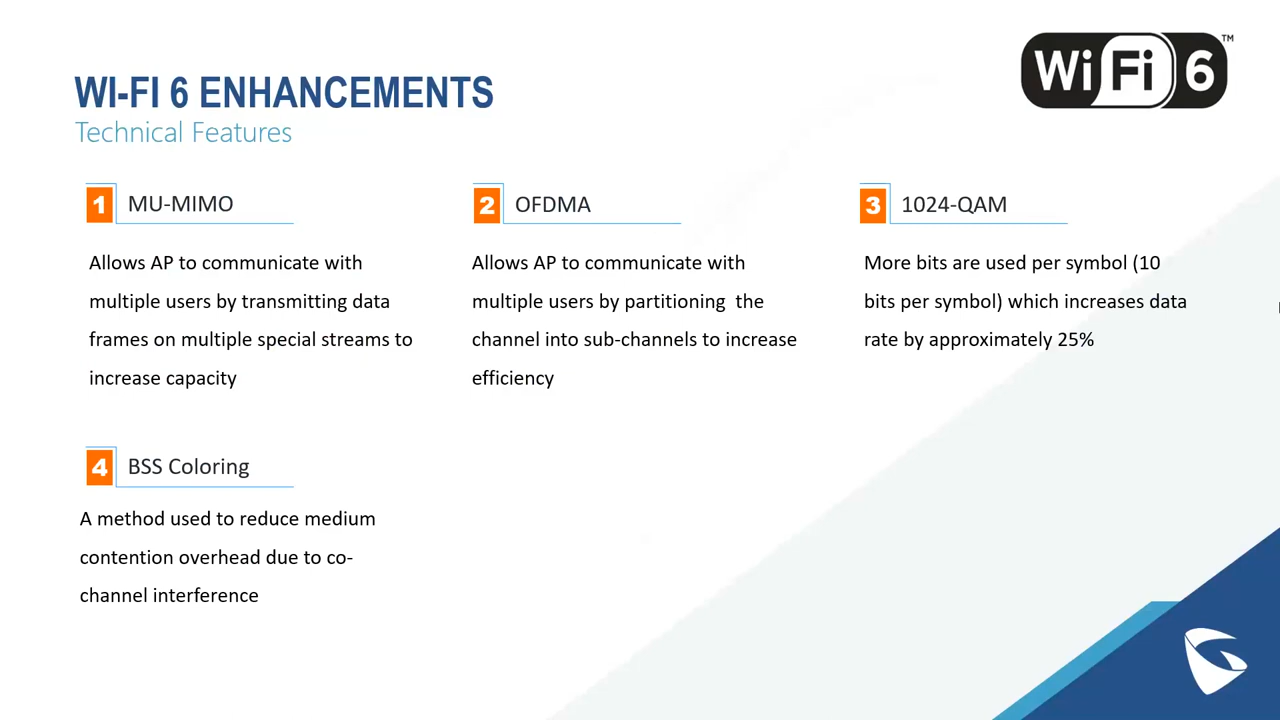 WiFi 6™
WI-FI 6 ENHANCEMENTS
Technical Features
1 MU-MIMO
Allows AP to communicate with
multiple users by transmitting data
frames on multiple special streams to
increase capacity
2 OFDMA
Allows AP to communicate with
multiple users by partitioning the
channel into sub-channels to increase
efficiency
3 1024-QAM
More bits are used per symbol (10
bits per symbol) which increases data
rate by approximately 25%
4 BSS Coloring
A method used to reduce medium
contention overhead due to co-
channel interference